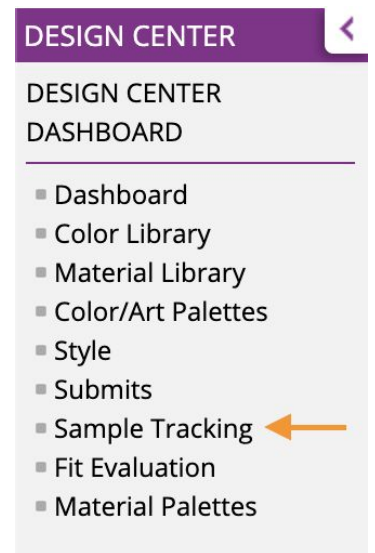 DESIGN CENTER
DESIGN CENTER
DASHBOARD
Dashboard
Color Library
Material Library
Color/Art Palettes
Style
Submits
Sample Tracking
Fit Evaluation
Material Palettes